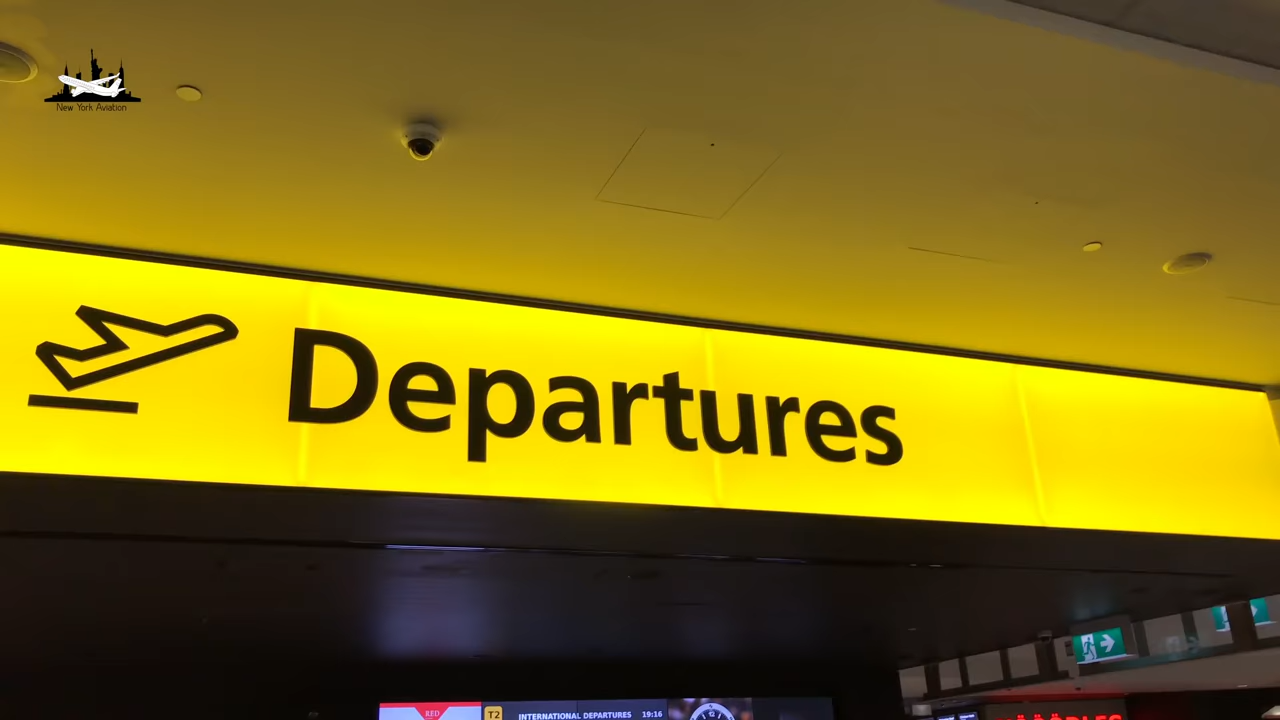 New York Aviation
Departures
RED
T2 INTERNATIONAL DEPARTURES 19:16